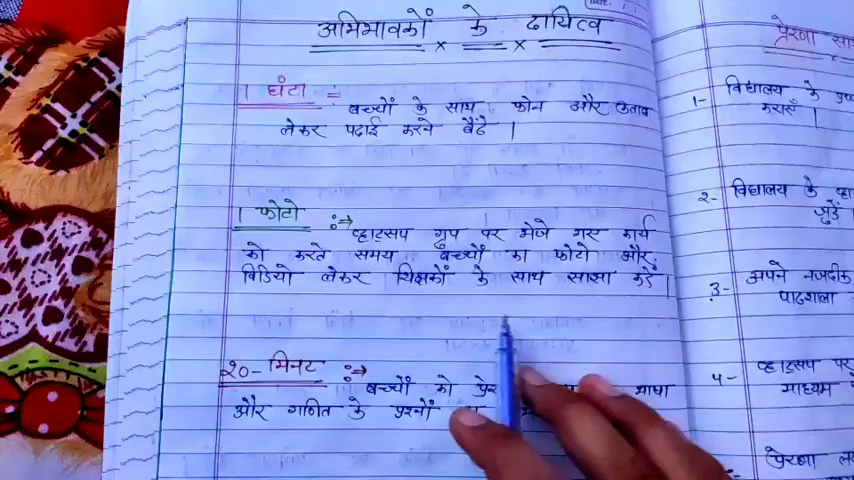 अभिभावकों के दायित्व
1 घंटा =
बच्चों के साथ फोन और किताब
लेकर पढाई करने बैठे |
1 फोटो →
व्हाट्सप ग्रुप पर भेजे गए कार्य
को करते समय बच्चों का फोटो और
विडियो लेकर शिक्षकों के साथ साझा करें |
20- मिनट →
बच्चों को भाषा
और गणित के प्रश्नों
प्रेरणा
1- विद्यालय के
कराएँ |
2- विद्यालय के
जुड़ें
3- अपने नजदीक
पाठशाला
4- व्हाट्सप पर
माध्यम
प्रेरणा